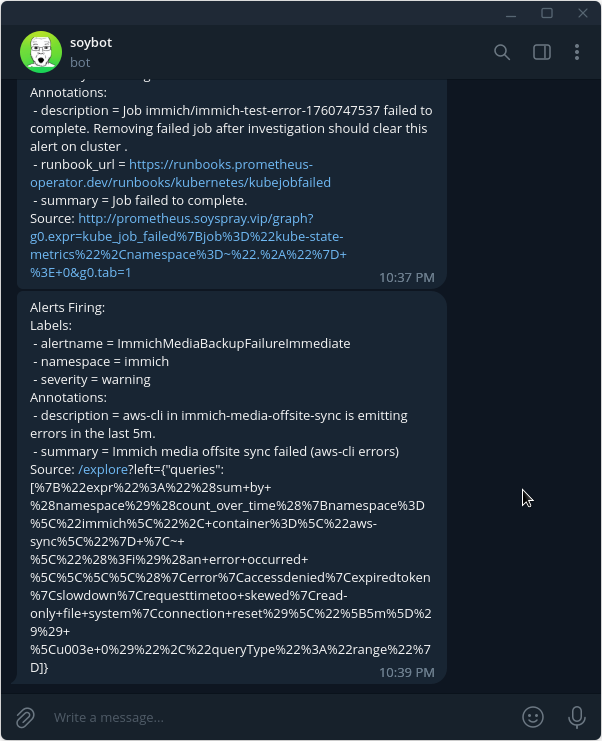 soybot
bot
Annotations:
- description = Job immich/immich-test-error-1760747537 failed to
complete. Removing failed job after investigation should clear this
alert on cluster .
- runbook_url = https://runbooks.prometheus-
operator.dev/runbooks/kubernetes/kubejobfailed
- summary = Job failed to complete.
Source: http://prometheus.soyspray.vip/graph?
g0.expr=kube_job_failed%7Bjob%3D%22kube-state-
metrics%22%2Cnamespace%3D~%22.%2A%22%7D+
%3E+0&g0.tab=1
10:37 PM
Alerts Firing:
Labels:
- alertname = ImmichMediaBackupFailureImmediate
- namespace = immich
- severity = warning
Annotations:
- description = aws-cli in immich-media-offsite-sync is emitting
errors in the last 5m.
- summary = Immich media offsite sync failed (aws-cli errors)
Source: /explore?left={"queries":
[%7B%22expr%22%3A%22%28sum+by+
%28namespace%29%28count_over_time%28%7Bnamespace%3D
%5C%22immich%5C%22%2C+container%3D%5C%22aws-
sync%5C%22%7D+%7C~+
%5C%22%28%3Fi%29%28an+error+occurred+
%5C%5C%5C%5C%28%7Cerror%7Caccessdenied%7Cexpiredtoken
%7Cslowdown%7Crequesttimetoo+skewed%7Cread-
only+file+system%7Cconnection+reset%29%5C%22%5B5m%5D%2
9%29+
%5Cu003e+0%29%22%2C%22queryType%22%3A%22range%22%7
D]}
10:39 PM
Write a message...